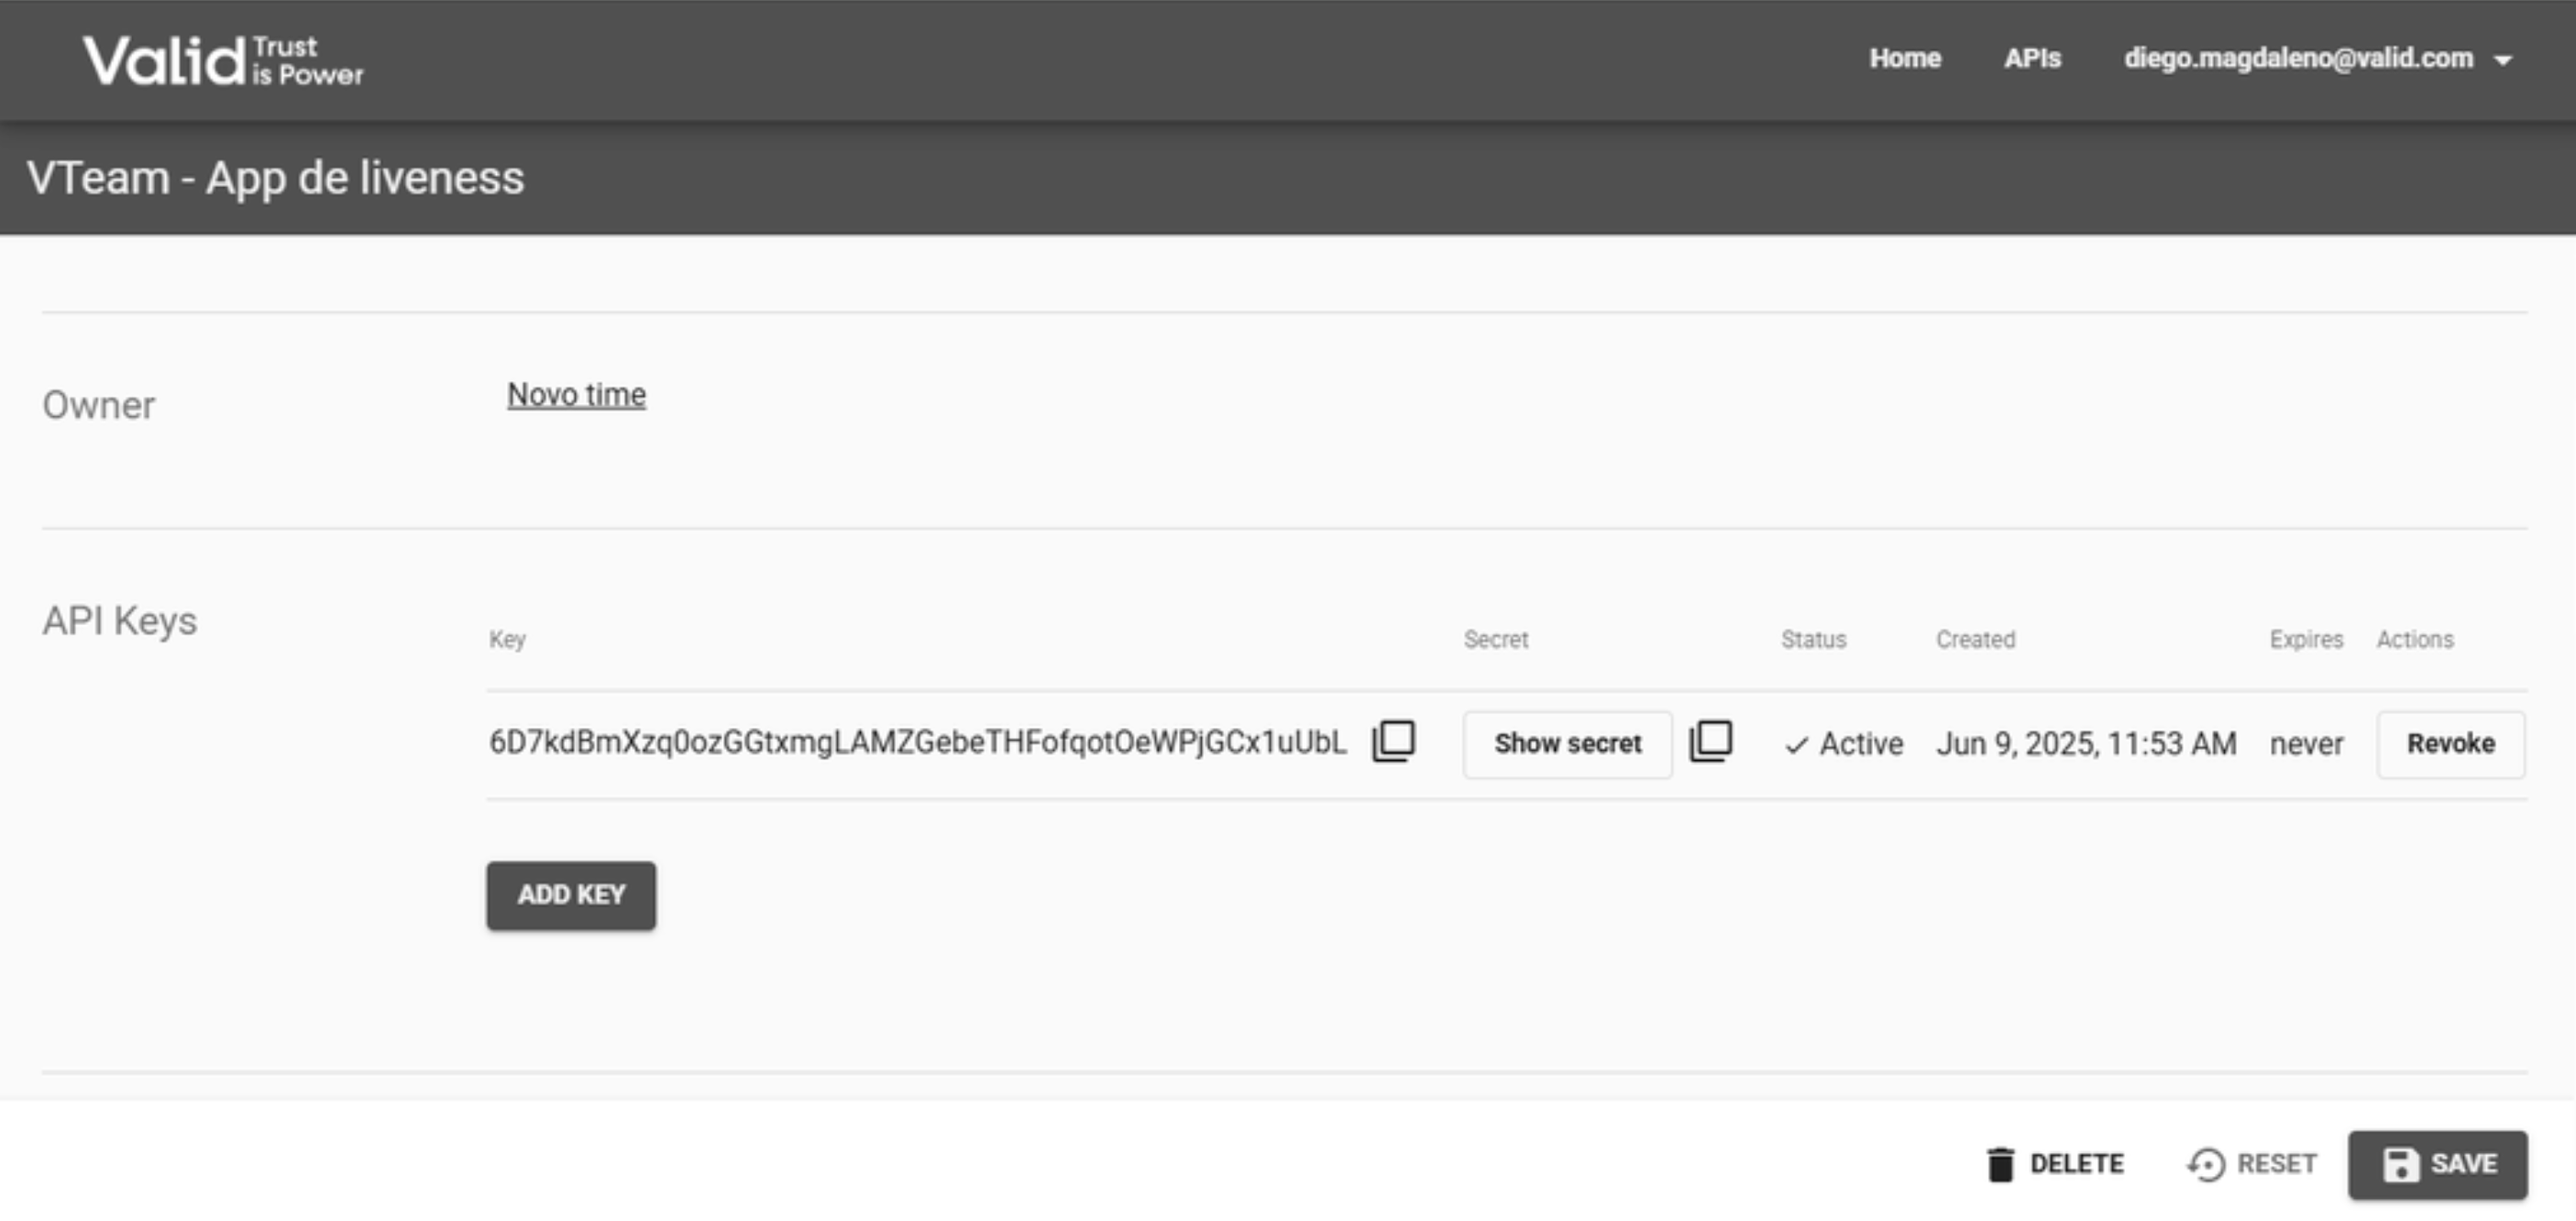 Valid Trust is Power
Home APIs diego.magdaleno@valid.com
VTeam - App de liveness
Owner Novo time
API Keys
Key Secret Status Created Expires Actions
6D7kdBmXzq0ozGGtxmgLAMZGebeTHFofqotOeWPjGCx1uUbL Show secret Active Jun 9, 2025, 11:53 AM never Revoke
ADD KEY
DELETE RESET SAVE